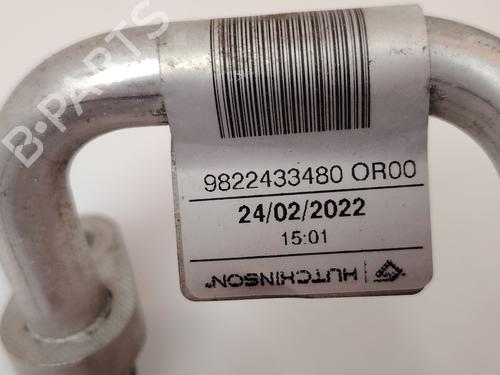 B-PARTS
9822433480 OR00
24/02/2022
15:01
HUTCHINSON